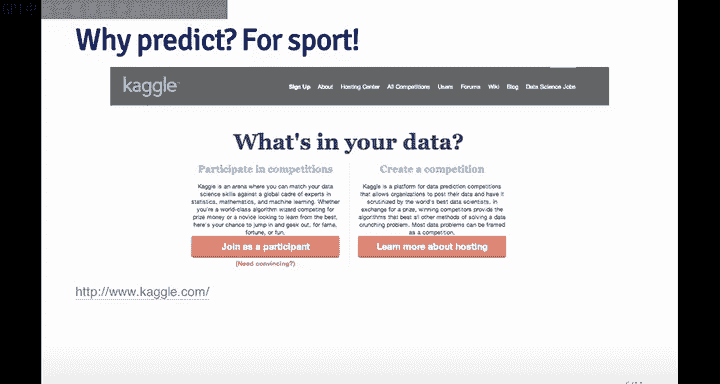 Why predict? For sport!
kaggle
Sign Up About Hosting Center All Competitions Users Forums Wiki Blog Data Science Jobs
What's in your data?
Participate in competitions
Kaggle is an arena where you can match your data
science skills against a global cadre of experts in
statistics, mathematics, and machine learning. Whether
you're a world-class algorithm wizard competing for
prize money or a novice looking to learn from the best,
here's your chance to jump in and geek out, for fame,
fortune, or fun.
Join as a participant
(Need convincing?)
Create a competition
Kaggle is a platform for data prediction competitions
that allows organizations to post their data and have it
scrutinized by the world's best data scientists. In
exchange for a prize, winning competitors provide the
algorithms that beat all other methods of solving a data
crunching problem. Most data problems can be framed
as a competition.
Learn more about hosting
http://www.kaggle.com/